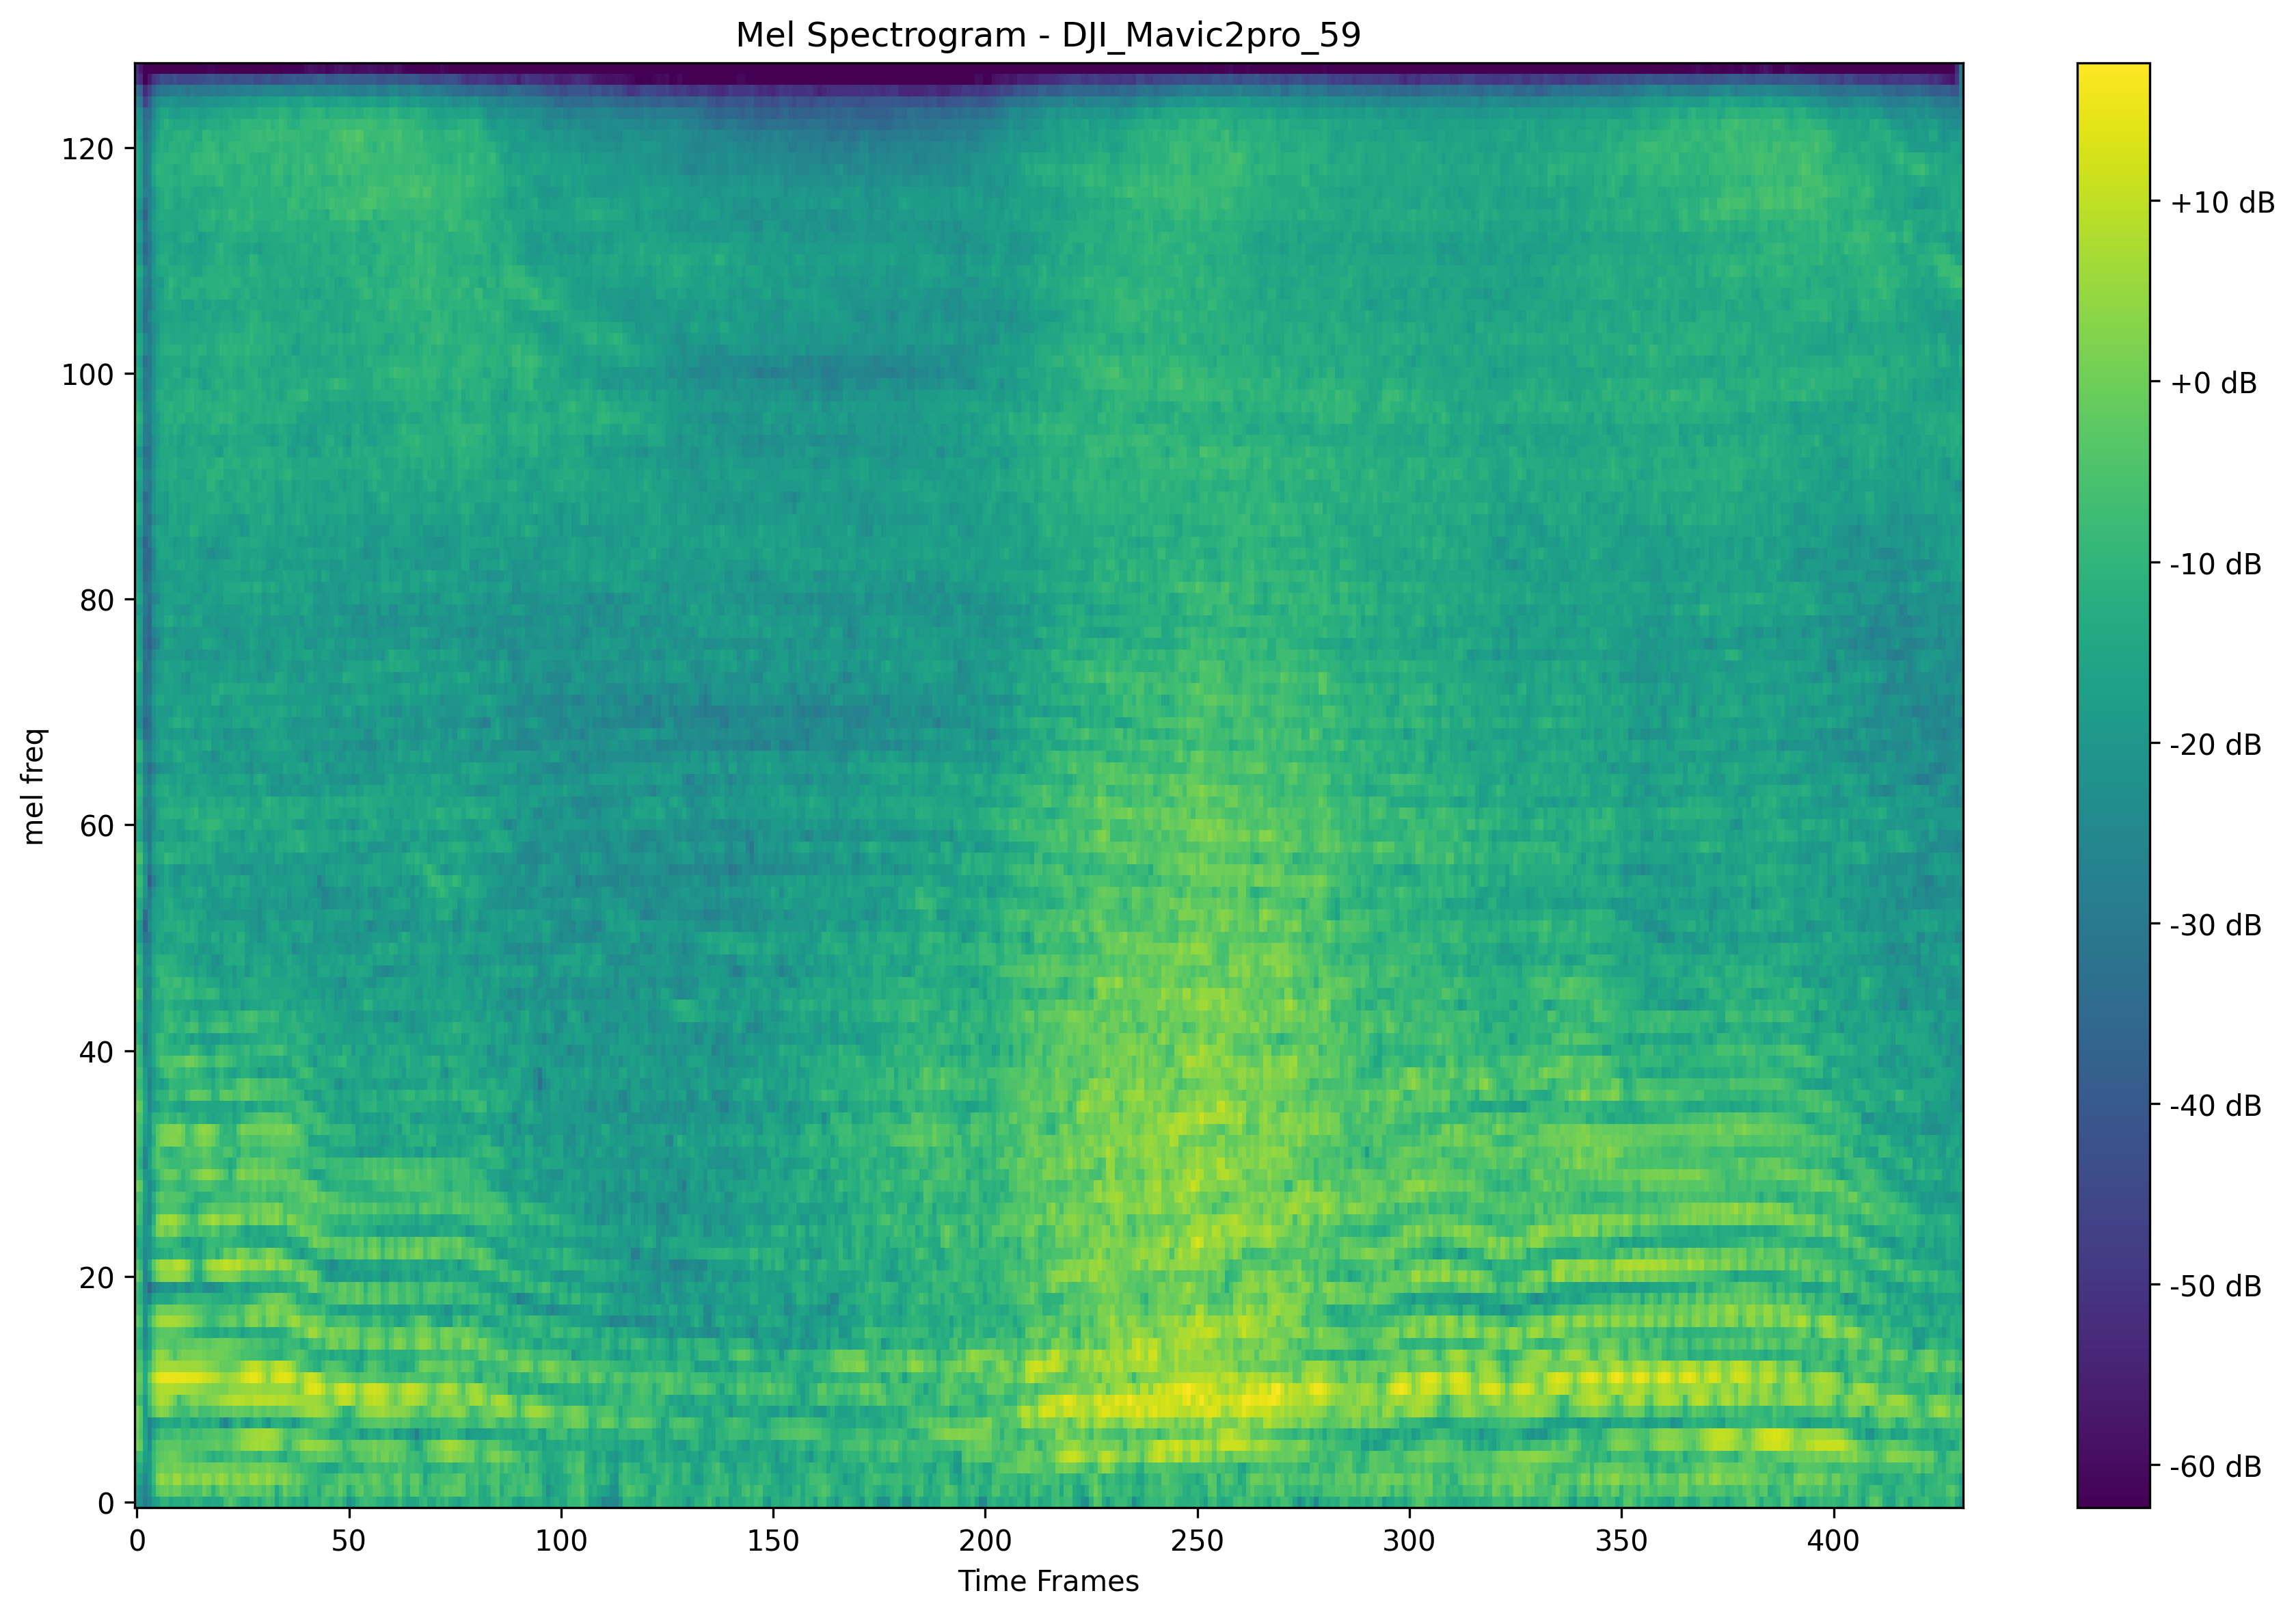 Mel Spectrogram - DJI_Mavic2pro_59
120
100
80
60
40
20
0
mel freq
0 50 100 150 200 250 300 350 400
Time Frames
+10 dB
+0 dB
-10 dB
-20 dB
-30 dB
-40 dB
-50 dB
-60 dB